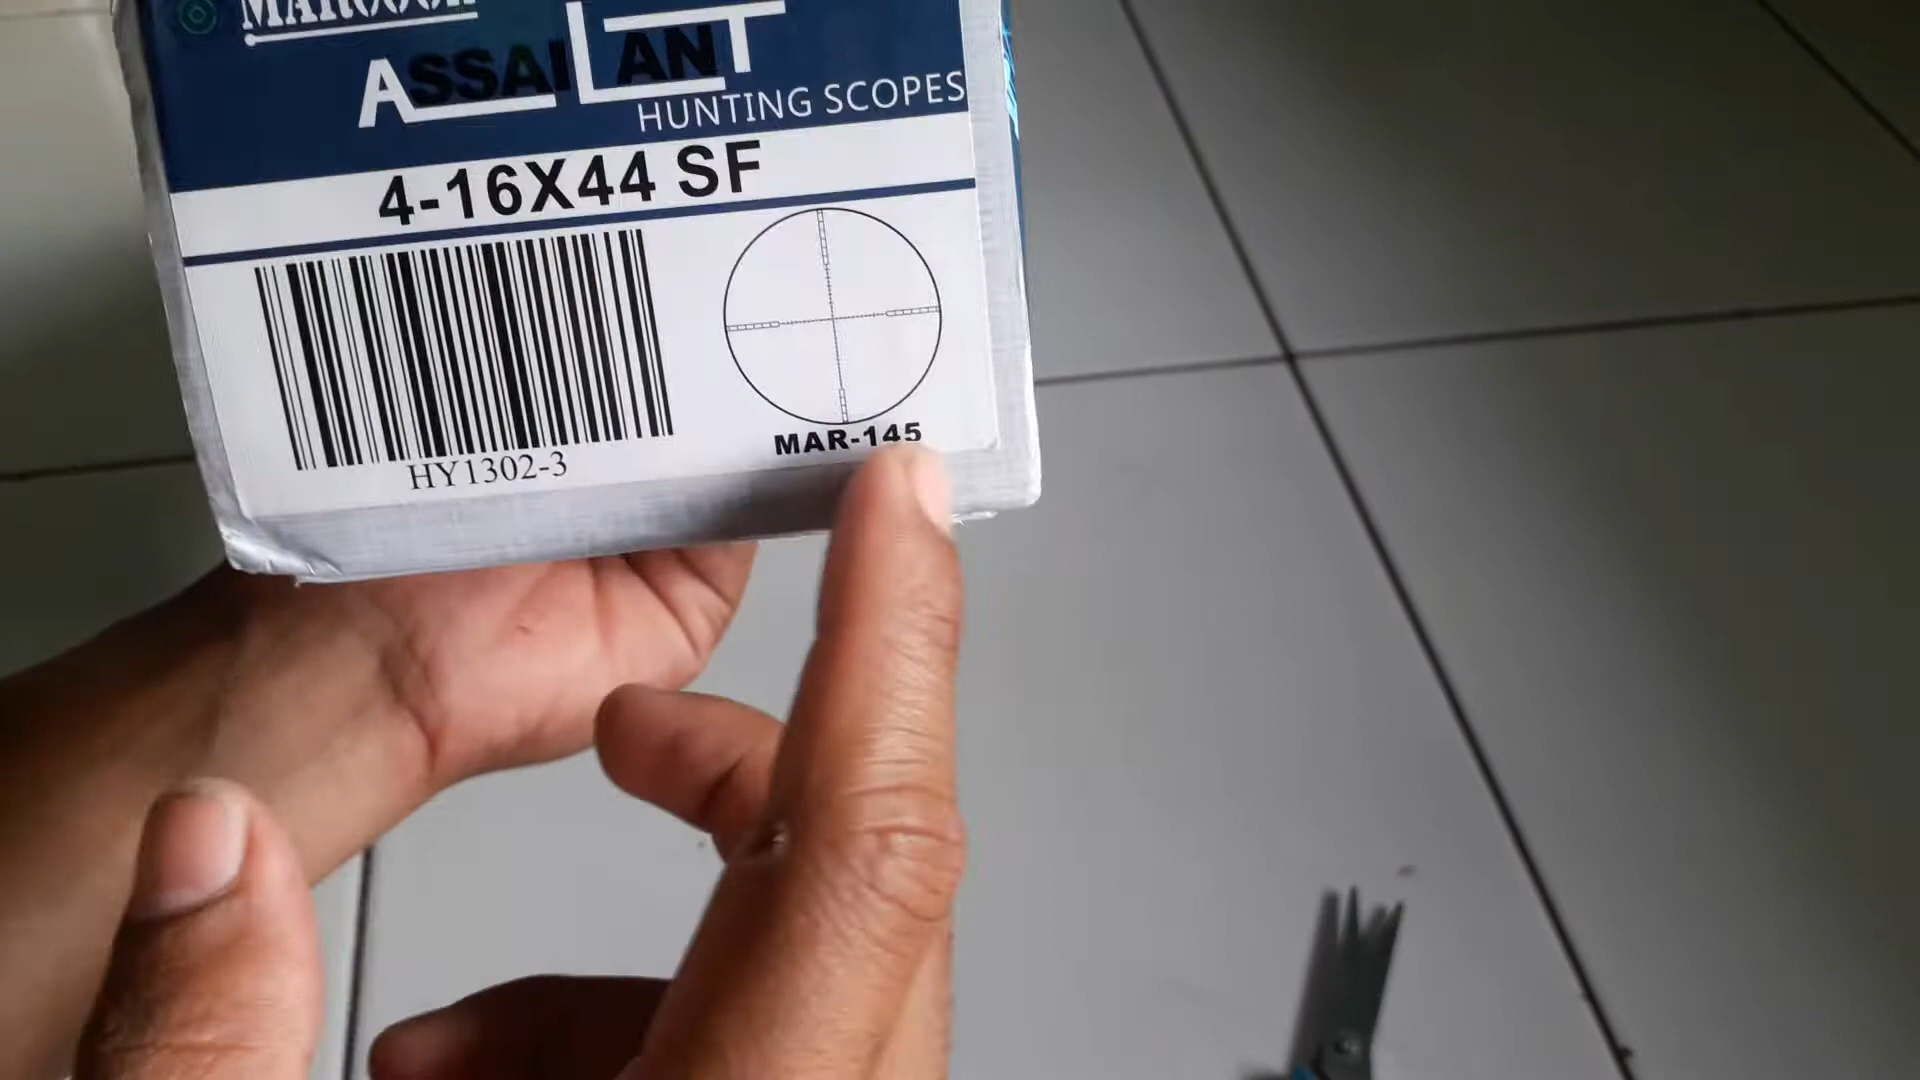 ASSAILANT
HUNTING SCOPES
4-16X44 SF
HY1302-3
MAR-145